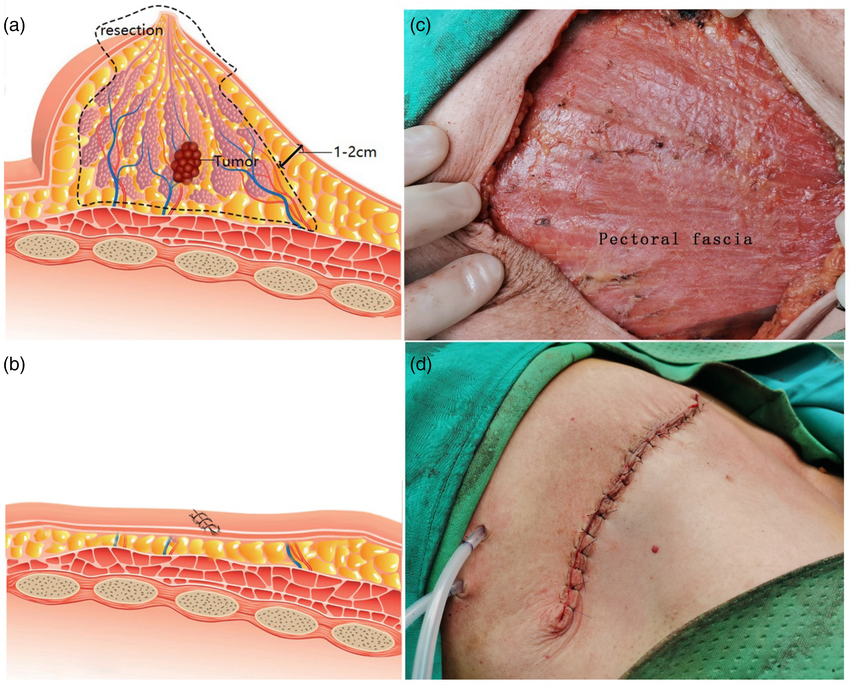 (a)
resection
Tumor
1-2cm
(c)
Pectoral fascia
(b)
(d)